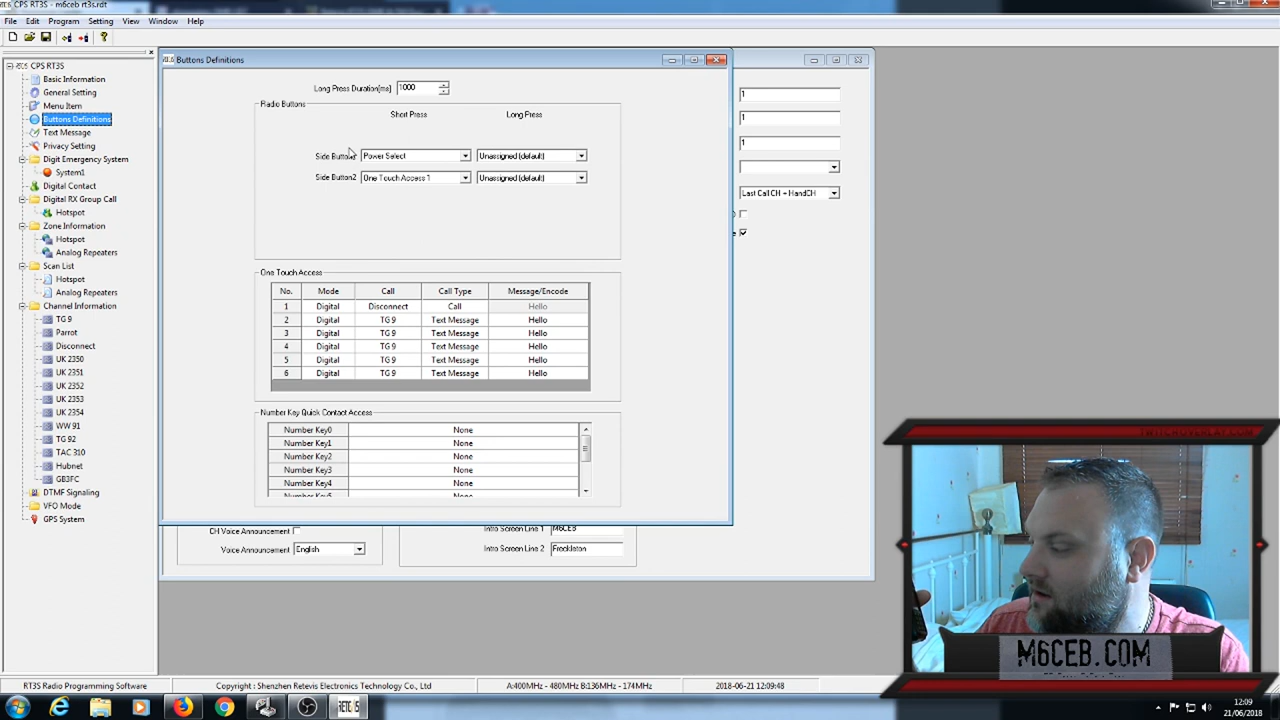 CPS RT3S - m6ceb rt3s.rdt
File Edit Program Setting View Window Help
CPS RT3S
Basic Information
General Setting
Menu Item
Buttons Definitions
Text Message
Privacy Setting
Digit Emergency System
System1
Digital Contact
Digital RX Group Call
Hotspot
Zone Information
Hotspot
Analog Repeaters
Scan List
Hotspot
Analog Repeaters
Channel Information
TG 9
Parrot
Disconnect
UK 2350
UK 2351
UK 2352
UK 2353
UK 2354
WW 91
TG 92
TAC 310
Hubnet
GB3FC
DTMF Signaling
VFO Mode
GPS System
Buttons Definitions
Long Press Duration[ms] 1000
Radio Buttons
Short Press Long Press
Side Button1 Power Select Unassigned (default)
Side Button2 One Touch Access 1 Unassigned (default)
One Touch Access
No. Mode Call Call Type Message/Encode
1 Digital Disconnect Call Hello
2 Digital TG 9 Text Message Hello
3 Digital TG 9 Text Message Hello
4 Digital TG 9 Text Message Hello
5 Digital TG 9 Text Message Hello
6 Digital TG 9 Text Message Hello
Number Key Quick Contact Access
Number Key0 None
Number Key1 None
Number Key2 None
Number Key3 None
Number Key4 None
Number Key5 None
1
1
1
Last Call CH + HandCH
CH Voice Announcement
Voice Announcement English
Intro Screen Line 1 M6CEB
Intro Screen Line 2 Freckleton
TWITCHOVERLAY.COM
M6CEB.COM
RT3S Radio Programming Software
Copyright : Shenzhen Retevis Electronics Technology Co., Ltd
A:400MHz - 480MHz B:136MHz - 174MHz
2018-06-21 12:09:48
RETEVIS
12:09
21/06/2018